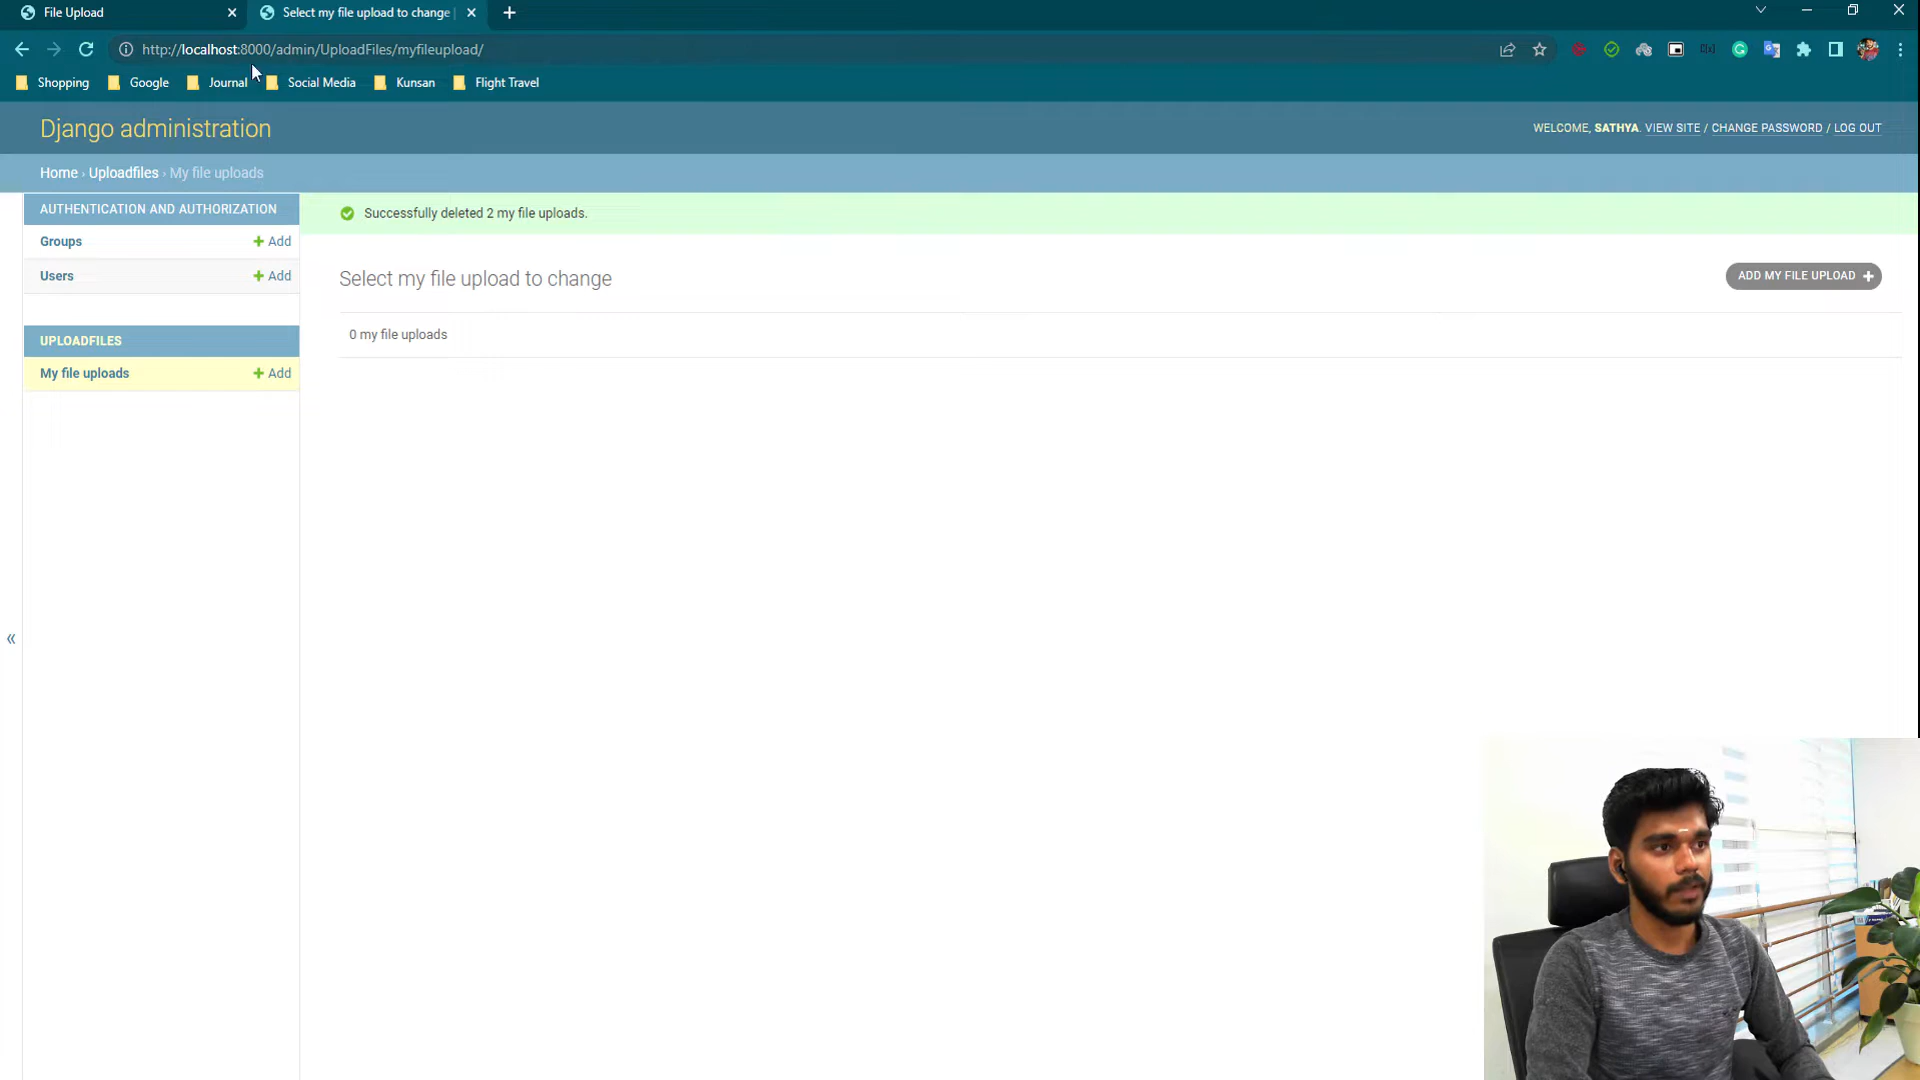 File Upload
Select my file upload to change
http://localhost:8000/admin/UploadFiles/myfileupload/
Shopping
Google
Journal
Social Media
Kunsan
Flight Travel
Django administration
WELCOME, SATHYA. VIEW SITE / CHANGE PASSWORD / LOG OUT
Home › Uploadfiles › My file uploads
AUTHENTICATION AND AUTHORIZATION
Groups
+ Add
Users
+ Add
UPLOADFILES
My file uploads
+ Add
Successfully deleted 2 my file uploads.
Select my file upload to change
ADD MY FILE UPLOAD +
0 my file uploads
«